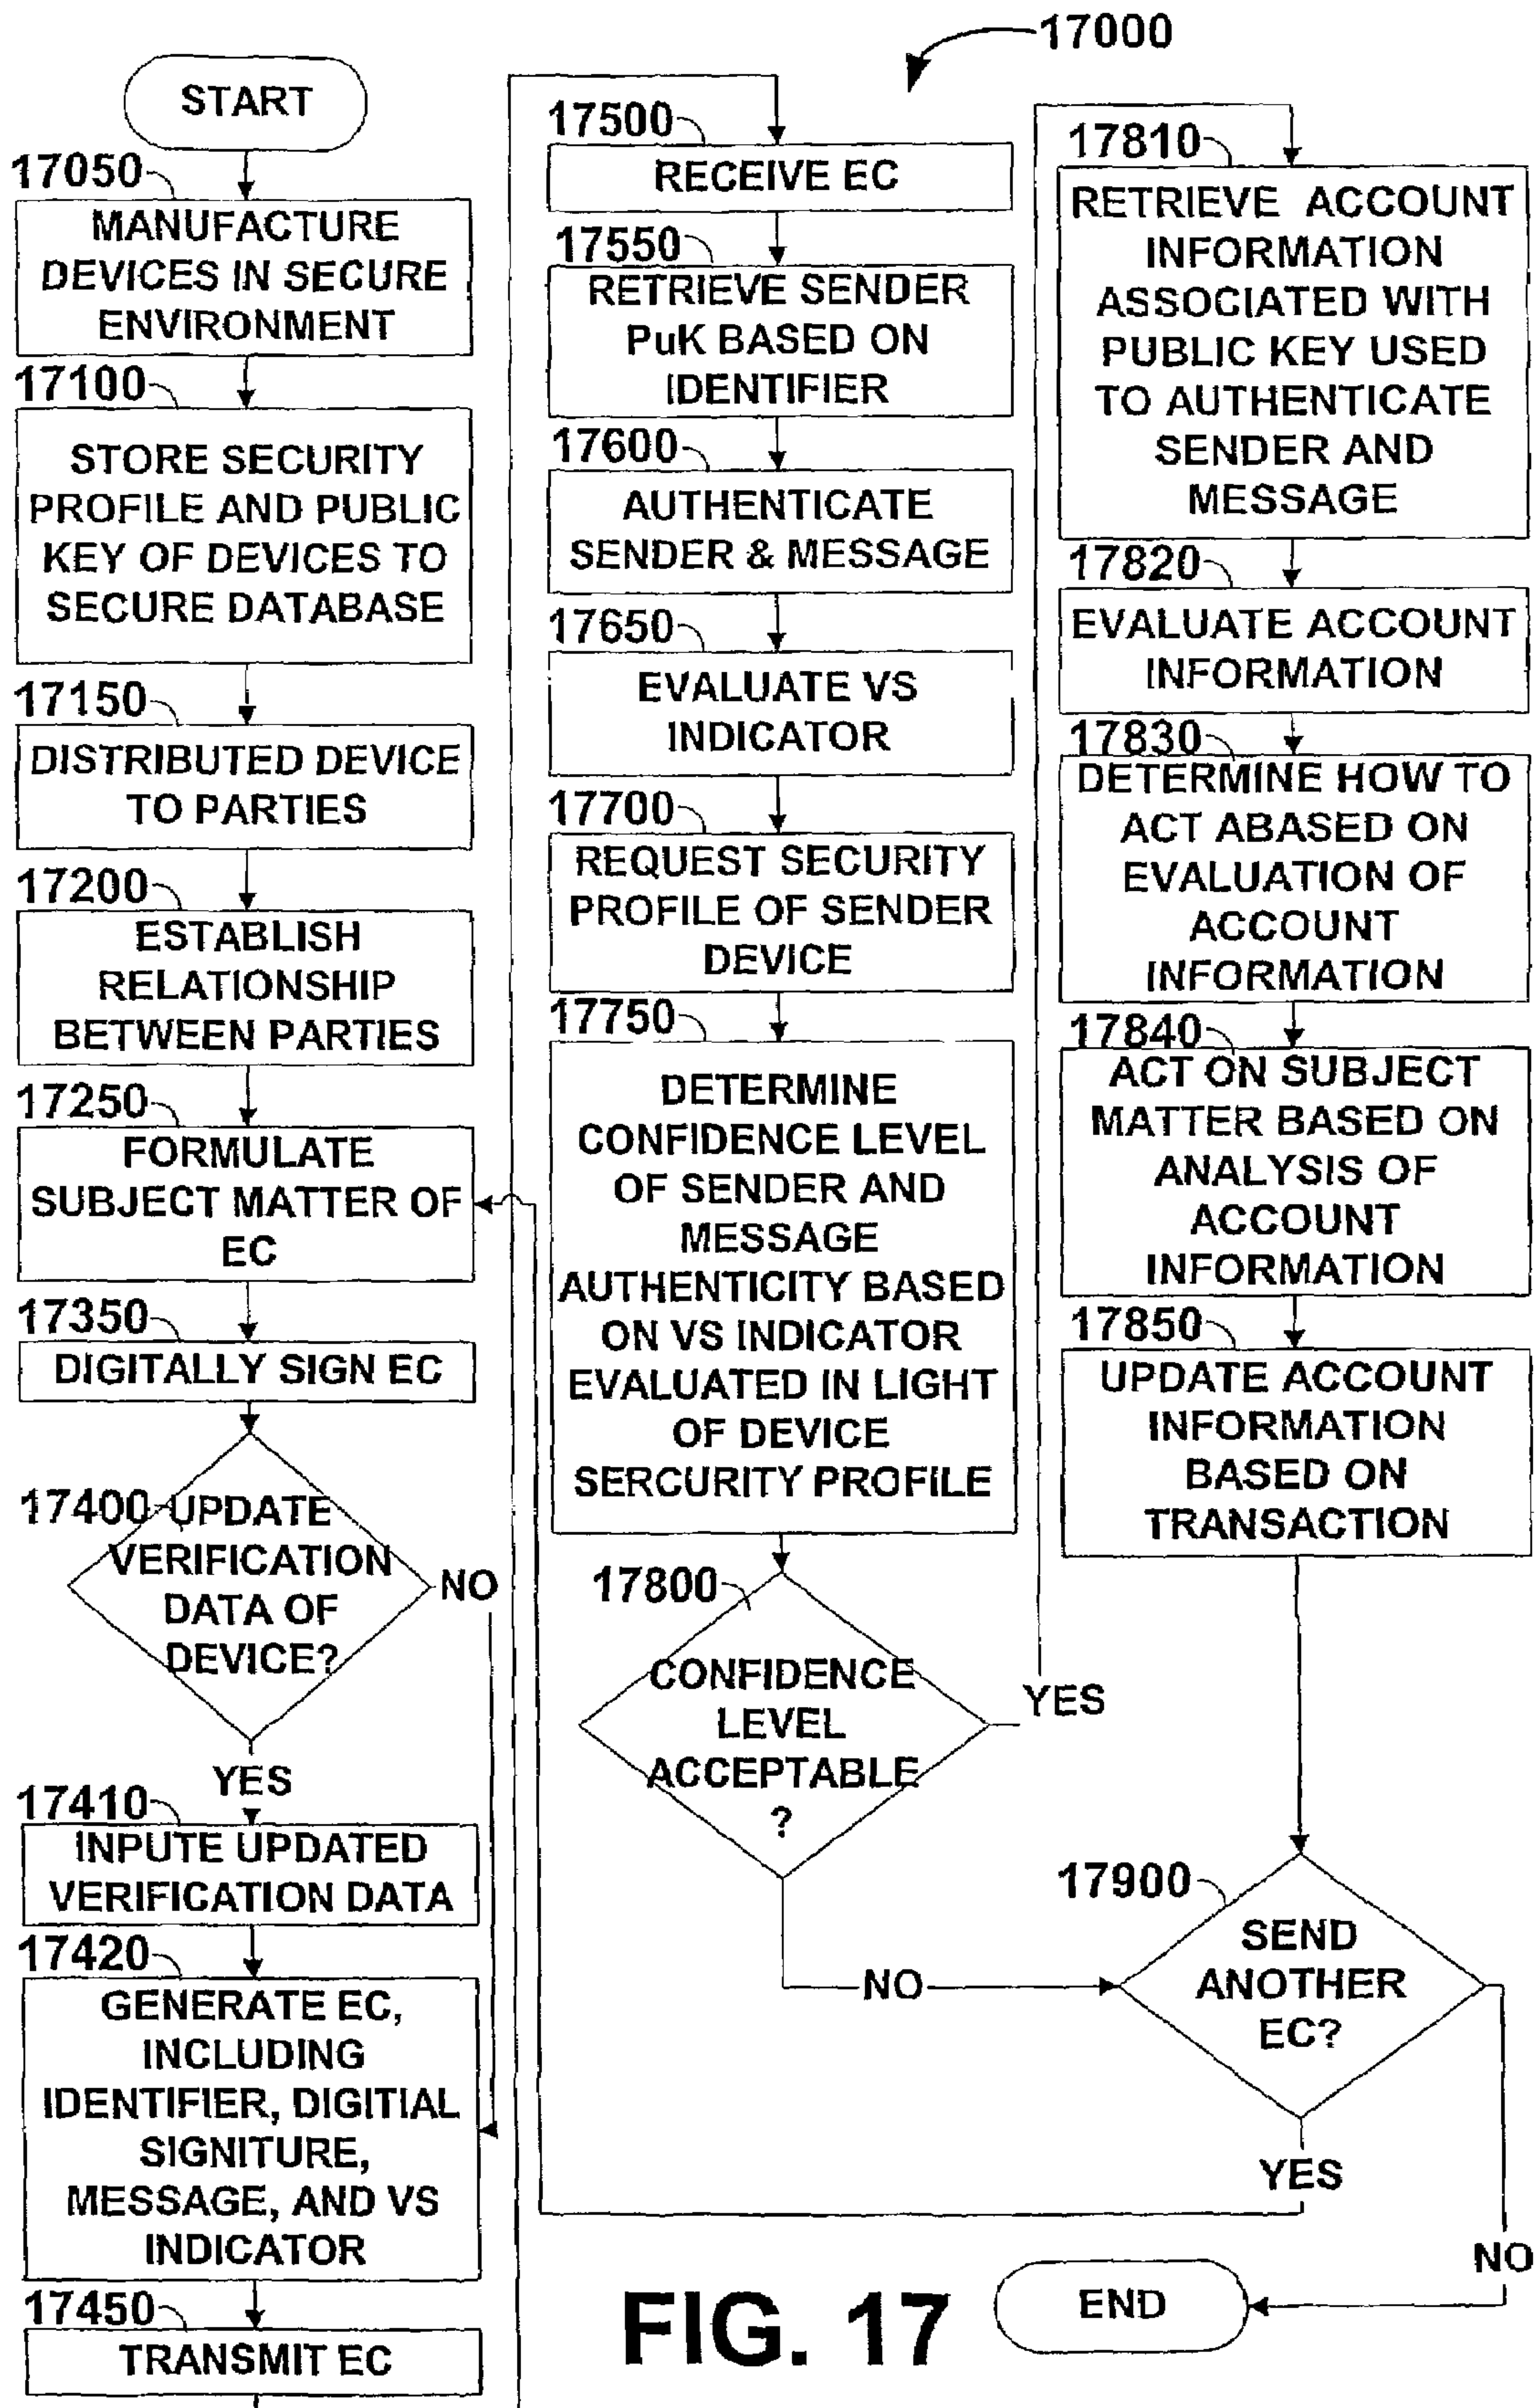 17000
START
17050
MANUFACTURE
DEVICES IN SECURE
ENVIRONMENT
17100
STORE SECURITY
PROFILE AND PUBLIC
KEY OF DEVICES TO
SECURE DATABASE
17150
DISTRIBUTED DEVICE
TO PARTIES
17200
ESTABLISH
RELATIONSHIP
BETWEEN PARTIES
17250
FORMULATE
SUBJECT MATTER OF
EC
17350
DIGITALLY SIGN EC
17400
UPDATE
VERIFICATION
DATA OF
DEVICE?
NO
YES
17410
INPUTE UPDATED
VERIFICATION DATA
17420
GENERATE EC,
INCLUDING
IDENTIFIER, DIGITIAL
SIGNITURE,
MESSAGE, AND VS
INDICATOR
17450
TRANSMIT EC
17500
RECEIVE EC
17550
RETRIEVE SENDER
PuK BASED ON
IDENTIFIER
17600
AUTHENTICATE
SENDER & MESSAGE
17650
EVALUATE VS
INDICATOR
17700
REQUEST SECURITY
PROFILE OF SENDER
DEVICE
17750
DETERMINE
CONFIDENCE LEVEL
OF SENDER AND
MESSAGE
AUTHENTICITY BASED
ON VS INDICATOR
EVALUATED IN LIGHT
OF DEVICE
SERCURITY PROFILE
17800
CONFIDENCE
LEVEL
ACCEPTABLE
?
YES
NO
17810
RETRIEVE ACCOUNT
INFORMATION
ASSOCIATED WITH
PUBLIC KEY USED
TO AUTHENTICATE
SENDER AND
MESSAGE
17820
EVALUATE ACCOUNT
INFORMATION
17830
DETERMINE HOW TO
ACT ABASED ON
EVALUATION OF
ACCOUNT
INFORMATION
17840
ACT ON SUBJECT
MATTER BASED ON
ANALYSIS OF
ACCOUNT
INFORMATION
17850
UPDATE ACCOUNT
INFORMATION
BASED ON
TRANSACTION
17900
SEND
ANOTHER
EC?
YES
NO
END
FIG. 17